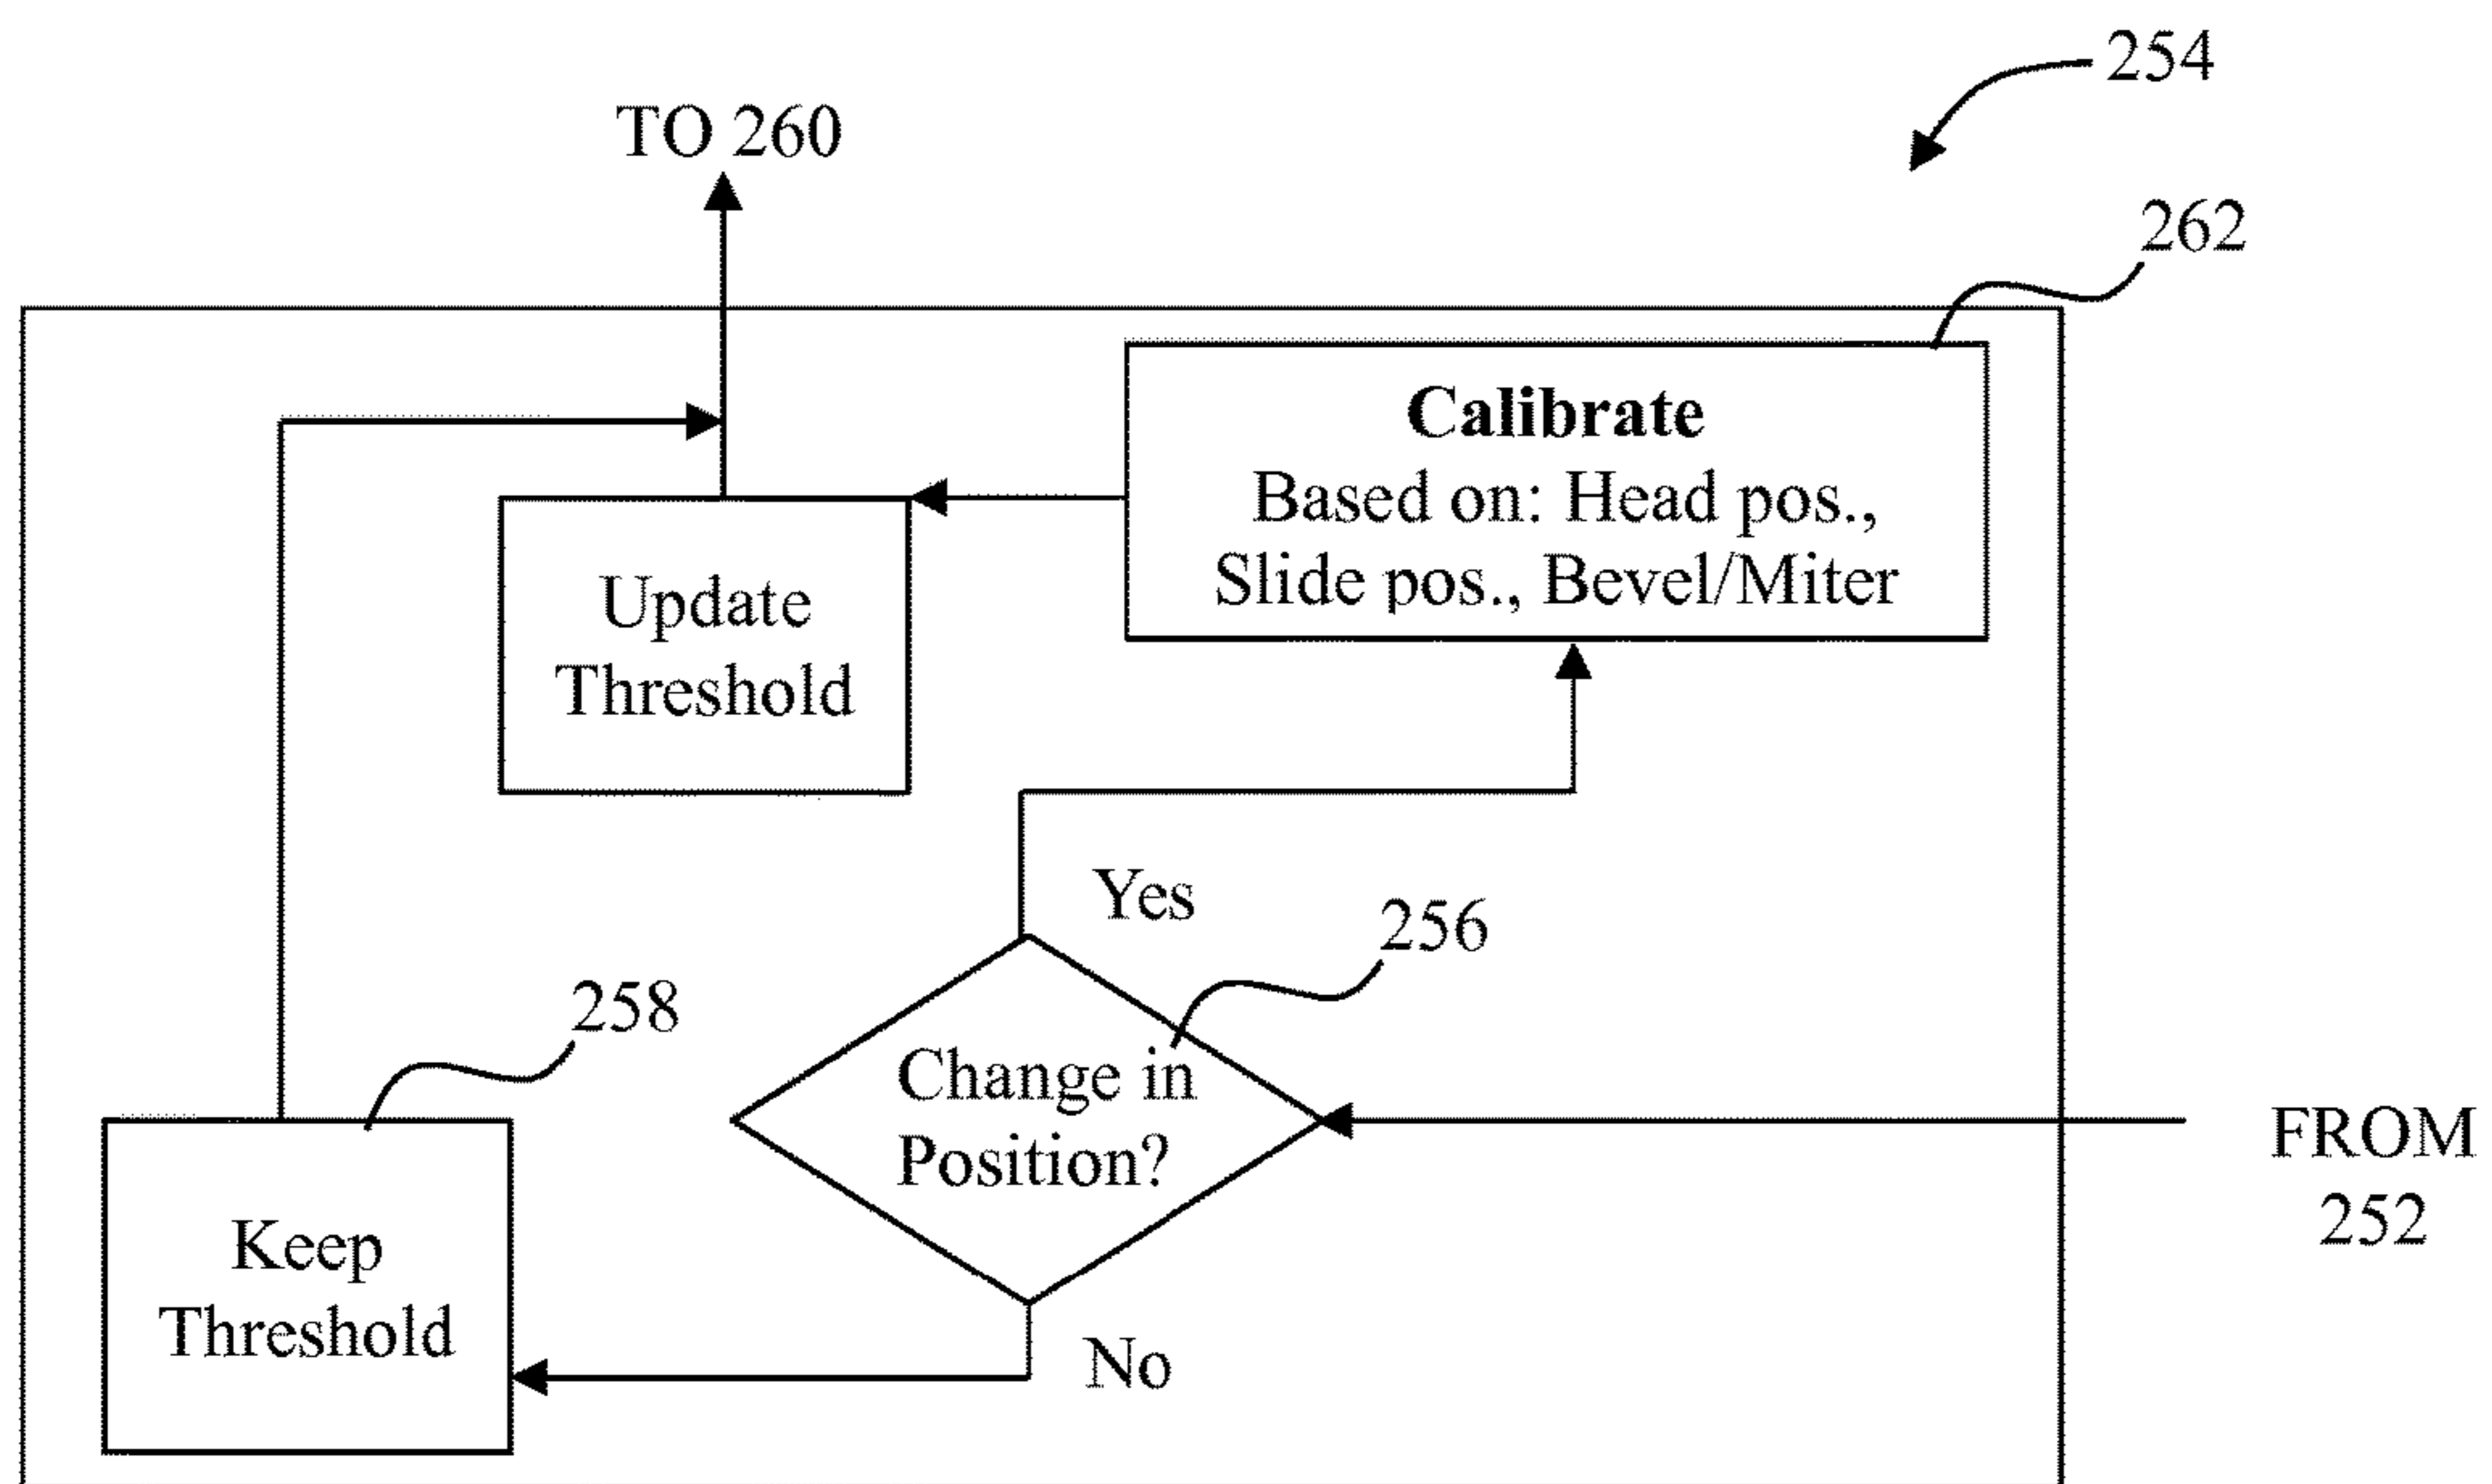 254
TO 260
262
Calibrate
Based on: Head pos.,
Slide pos., Bevel/Miter
Update
Threshold
Yes
256
258
Change in
Position?
FROM
252
Keep
Threshold
No